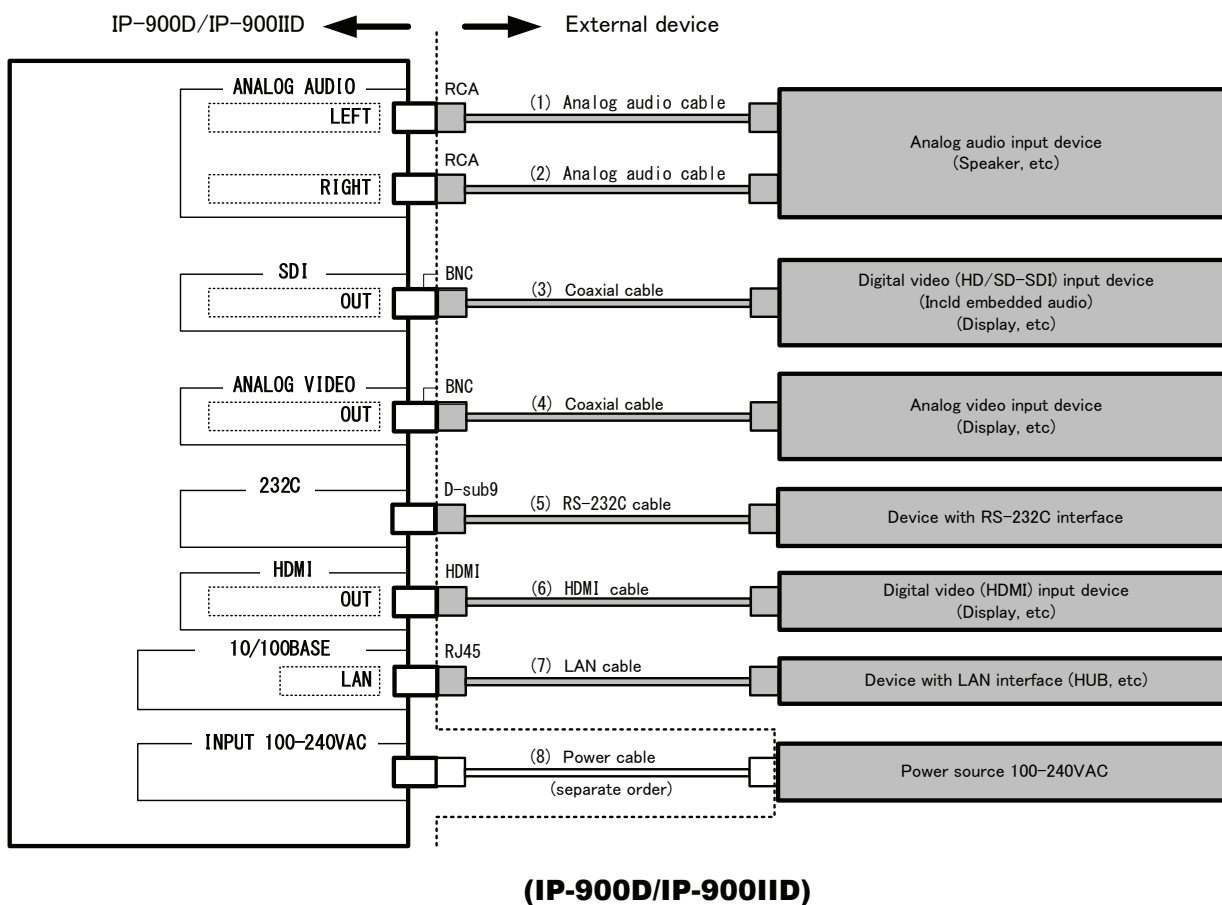 IP-900D/IP-900IID
External device
ANALOG AUDIO
LEFT
RCA
(1) Analog audio cable
RIGHT
RCA
(2) Analog audio cable
Analog audio input device
(Speaker, etc)
SDI
OUT
BNC
(3) Coaxial cable
Digital video (HD/SD-SDI) input device
(Incld embedded audio)
(Display, etc)
ANALOG VIDEO
OUT
BNC
(4) Coaxial cable
Analog video input device
(Display, etc)
232C
D-sub9
(5) RS-232C cable
Device with RS-232C interface
HDMI
OUT
HDMI
(6) HDMI cable
Digital video (HDMI) input device
(Display, etc)
10/100BASE
LAN
RJ45
(7) LAN cable
Device with LAN interface (HUB, etc)
INPUT 100-240VAC
(8) Power cable
(separate order)
Power source 100-240VAC
(IP-900D/IP-900IID)